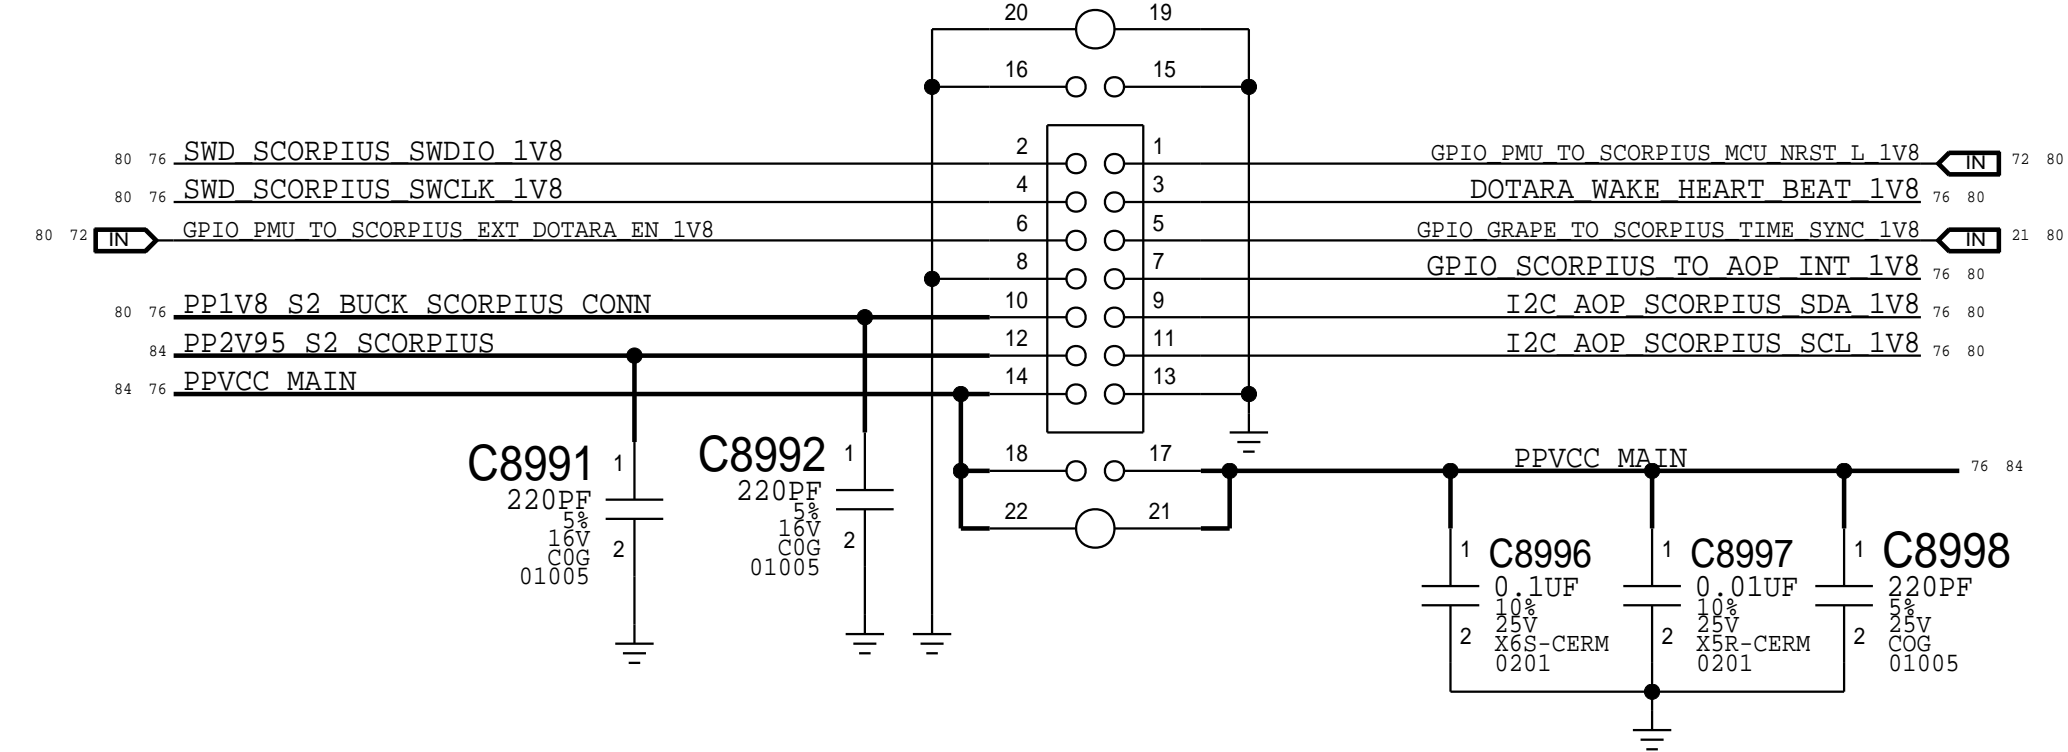 20 19
16 15
80 76 SWD_SCORPIUS_SWDIO_1V8 2 1 GPIO_PMU_TO_SCORPIUS_MCU_NRST_L_1V8 IN 72 80
80 76 SWD_SCORPIUS_SWCLK_1V8 4 3 DOTARA_WAKE_HEART_BEAT_1V8 76 80
80 72 IN GPIO_PMU_TO_SCORPIUS_EXT_DOTARA_EN_1V8 6 5 GPIO_GRAPE_TO_SCORPIUS_TIME_SYNC_1V8 IN 21 80
8 7 GPIO_SCORPIUS_TO_AOP_INT_1V8 76 80
80 76 PP1V8_S2_BUCK_SCORPIUS_CONN 10 9 I2C_AOP_SCORPIUS_SDA_1V8 76 80
84 PP2V95_S2_SCORPIUS 12 11 I2C_AOP_SCORPIUS_SCL_1V8 76 80
84 76 PPVCC_MAIN 14 13
18 17 PPVCC_MAIN 76 84
22 21
C8991 1
220PF
5%
16V
C0G 2
01005
C8992 1
220PF
5%
16V
C0G 2
01005
1 C8996
0.1UF
10%
25V
2 X6S-CERM
0201
1 C8997
0.01UF
10%
25V
2 X5R-CERM
0201
1 C8998
220PF
5%
25V
2 COG
01005